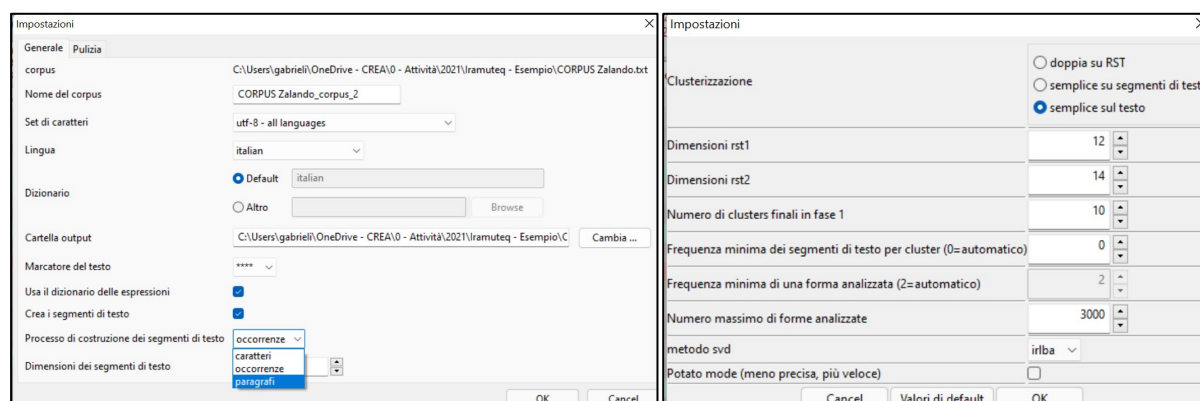 Impostazioni
Generale Pulizia
corpus C:\Users\gabrieli\OneDrive - CREA\0 - Attività\2021\Iramuteq - Esempio\CORPUS Zalando.txt
Nome del corpus CORPUS Zalando_corpus_2
Set di caratteri utf-8 - all languages
Lingua italian
Default italian
Dizionario
Altro Browse
Cartella output C:\Users\gabrieli\OneDrive - CREA\0 - Attività\2021\Iramuteq - Esempio\C Cambia ...
Marcatore del testo ****
Usa il dizionario delle espressioni
Crea i segmenti di testo
Processo di costruzione dei segmenti di testo occorrenze
caratteri
occorrenze
Dimensioni dei segmenti di testo
paragrafi
OK Cancel
Impostazioni
doppia su RST
Clusterizzazione semplice su segmenti di test
semplice sul testo
Dimensioni rst1 12
Dimensioni rst2 14
Numero di clusters finali in fase 1 10
Frequenza minima dei segmenti di testo per cluster (0=automatico) 0
Frequenza minima di una forma analizzata (2=automatico) 2
Numero massimo di forme analizzate 3000
metodo svd irlba
Potato mode (meno precisa, più veloce)
Cancel Valori di default OK